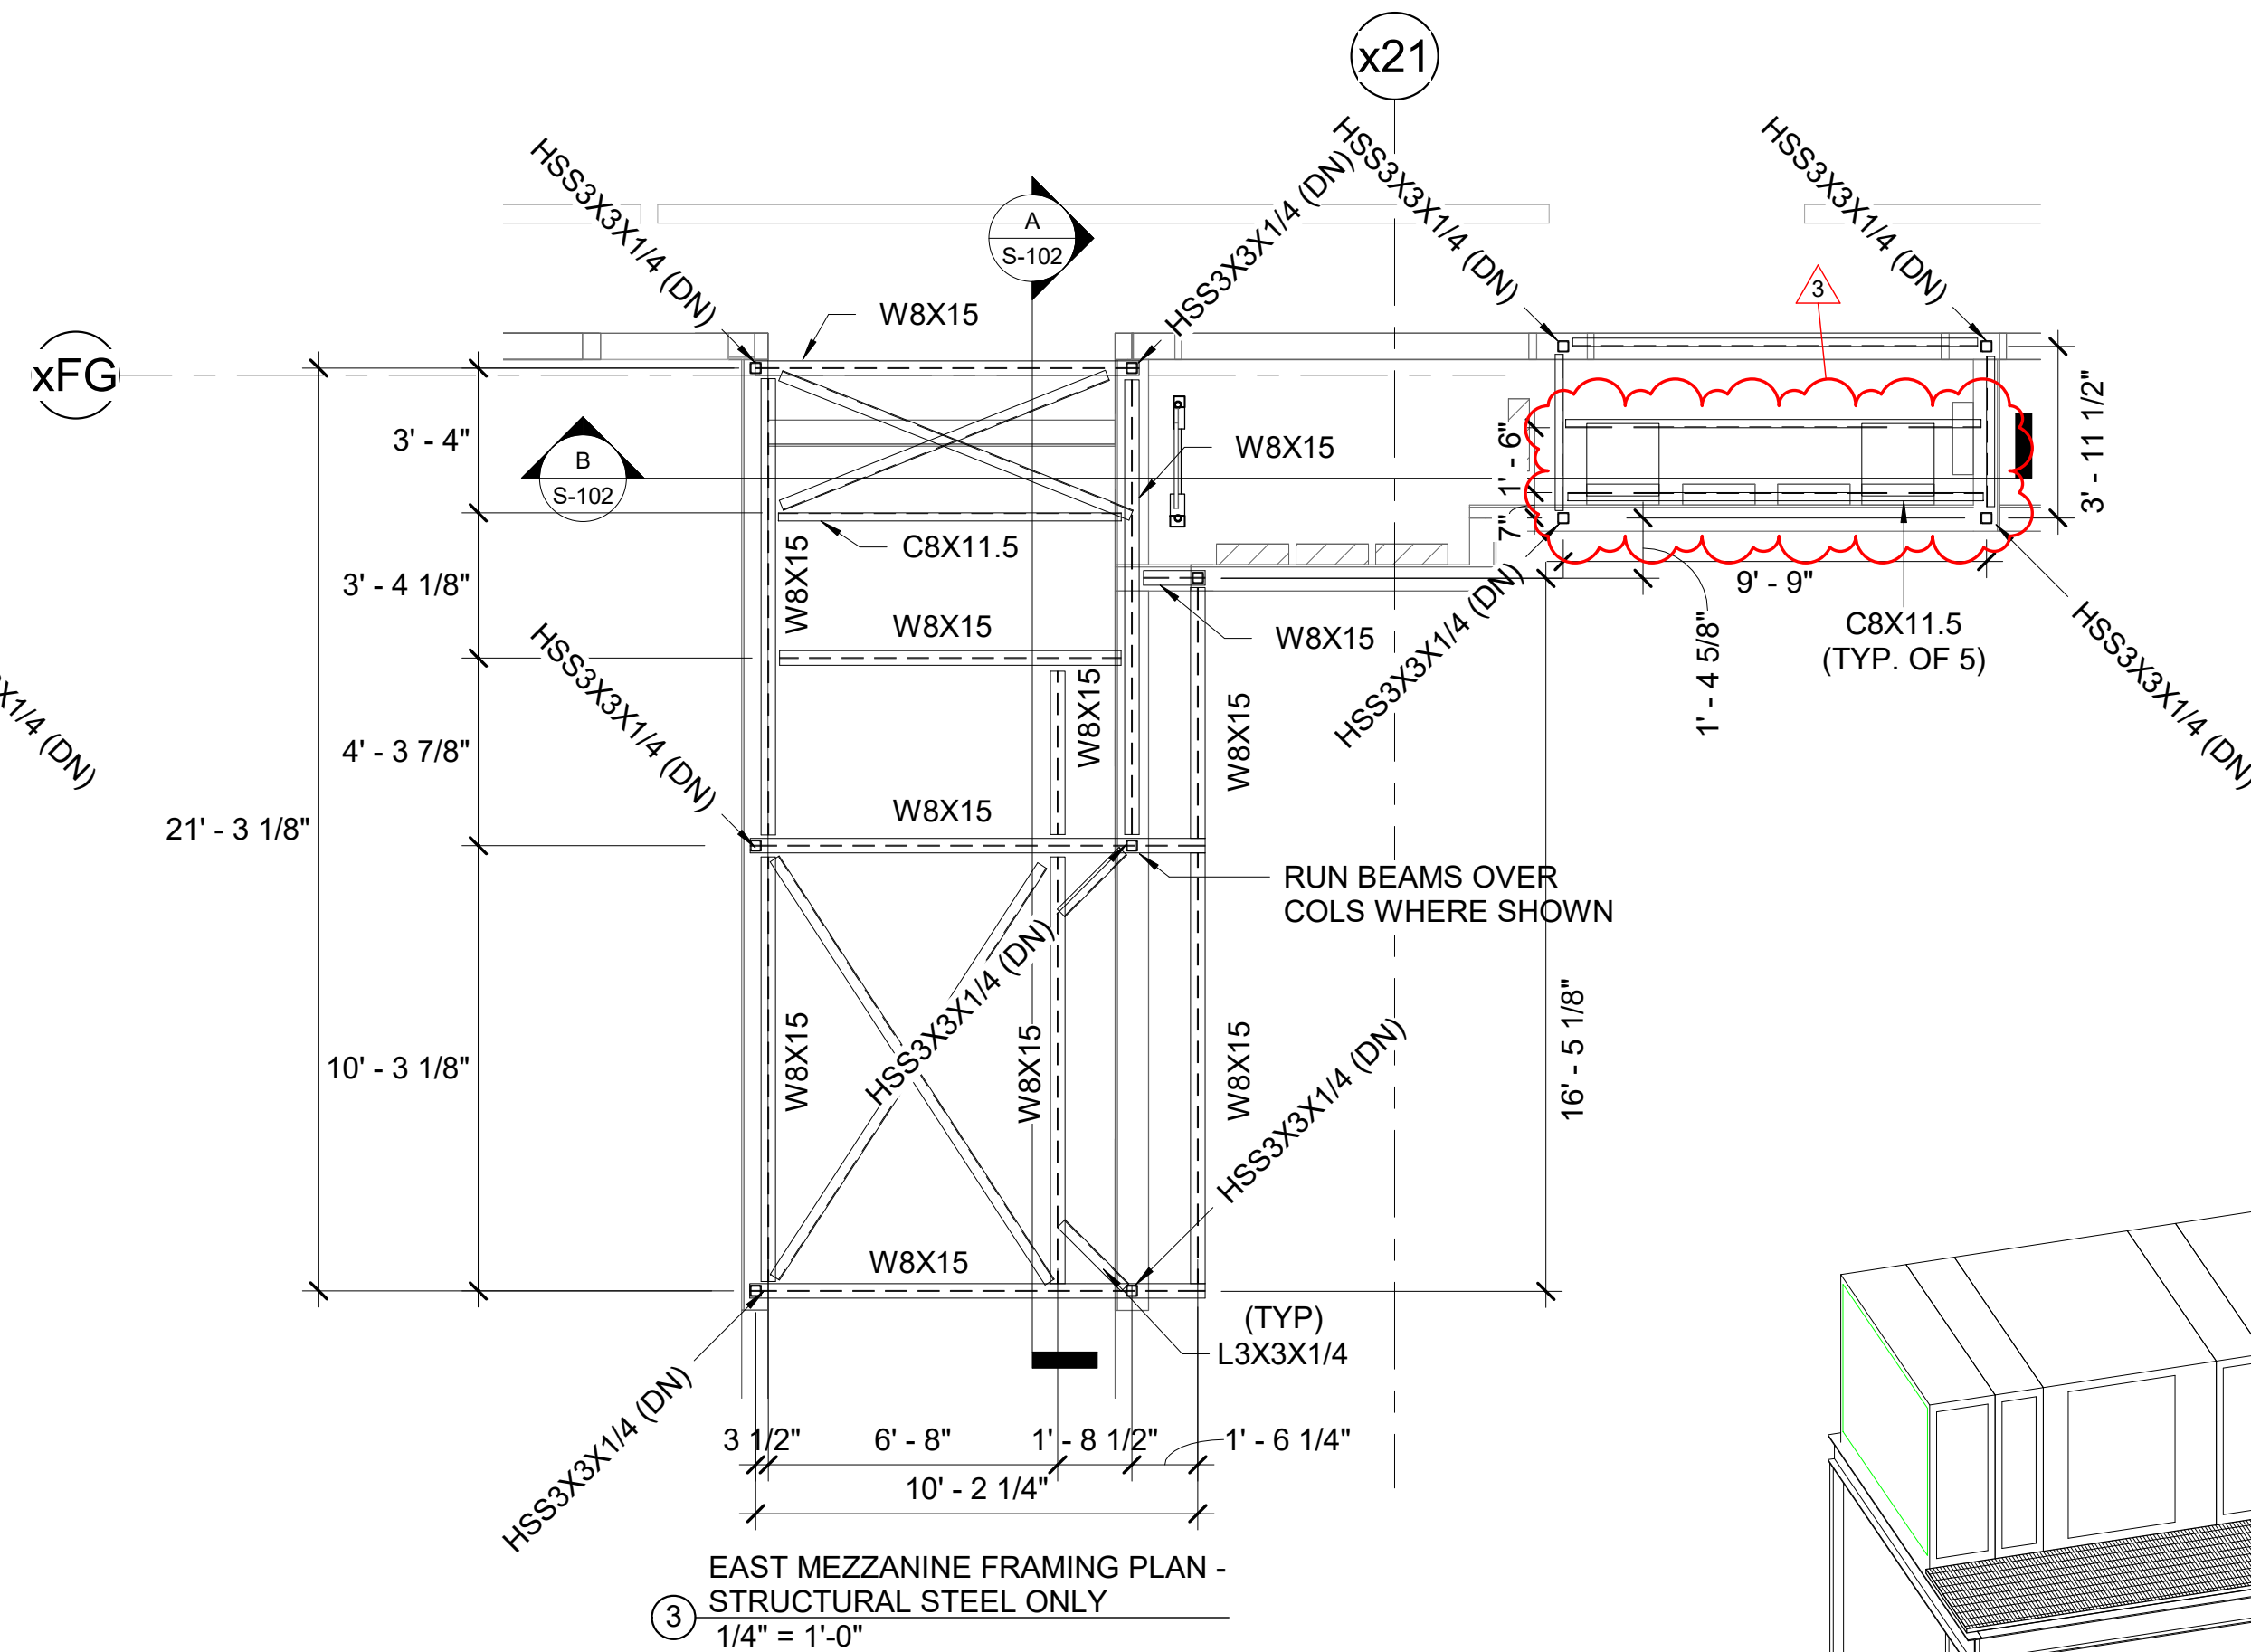 x21
HSS3X3X1/4 (DN)
HSS3X3X1/4 (DN)
HSS3X3X1/4 (DN)
HSS3X3X1/4 (DN)
A
S-102
3
W8X15
xFG
3' - 4"
B
S-102
W8X15
1' - 6"
3' - 11 1/2"
7"
C8X11.5
W8X15
3' - 4 1/8"
9' - 9"
W8X15
W8X15
HSS3X3X1/4 (DN)
HSS3X3X1/4 (DN)
1' - 4 5/8"
C8X11.5
(TYP. OF 5)
HSS3X3X1/4 (DN)
X1/4 (DN)
4' - 3 7/8"
W8X15
W8X15
W8X15
21' - 3 1/8"
RUN BEAMS OVER
COLS WHERE SHOWN
HSS3X3X1/4 (DN)
10' - 3 1/8"
W8X15
W8X15
W8X15
16' - 5 1/8"
HSS3X3X1/4 (DN)
W8X15
(TYP)
L3X3X1/4
HSS3X3X1/4 (DN)
3 1/2"
6' - 8"
1' - 8 1/2"
1' - 6 1/4"
10' - 2 1/4"
3
EAST MEZZANINE FRAMING PLAN -
STRUCTURAL STEEL ONLY
1/4" = 1'-0"